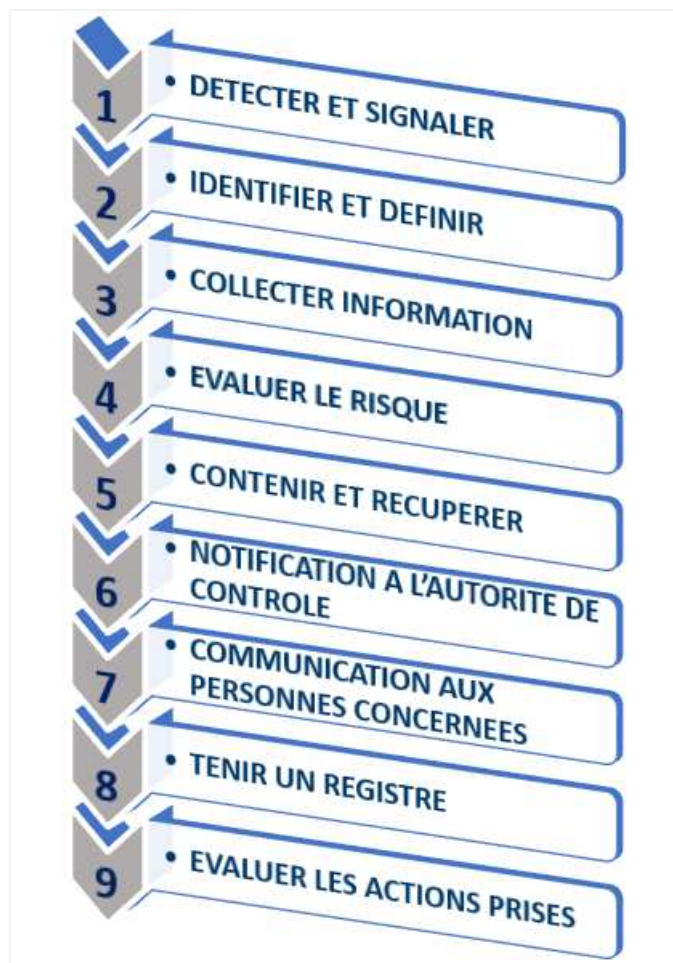 1
• DETECTER ET SIGNALER
2
• IDENTIFIER ET DEFINIR
3
• COLLECTER INFORMATION
4
• EVALUER LE RISQUE
5
• CONTENIR ET RECUPERER
6
• NOTIFICATION A L'AUTORITE DE
CONTROLE
7
• COMMUNICATION AUX
PERSONNES CONCERNEES
8
• TENIR UN REGISTRE
9
• EVALUER LES ACTIONS PRISES